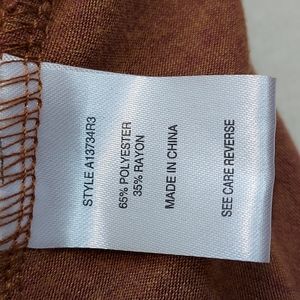 STYLE A13734R3
65% POLYESTER
35% RAYON
MADE IN CHINA
SEE CARE REVERSE